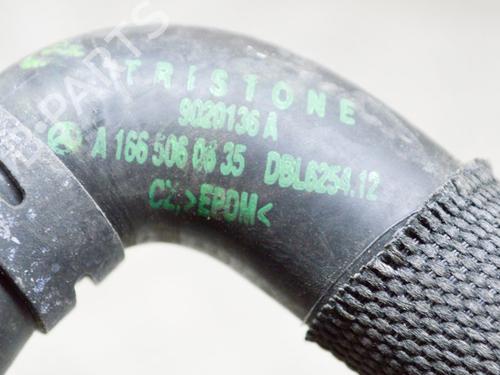 TRISTONE
9020136 A
A 166 506 06 35 DBL6254.12
CZ >EPDM<
B-PARTS